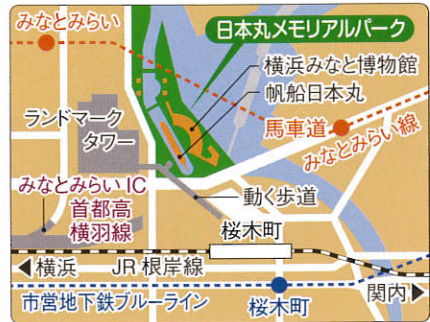 みなとみらい
日本丸メモリアルパーク
横浜みなと博物館
帆船日本丸
ランドマーク
タワー
馬車道
みなとみらい線
みなとみらいIC
首都高
横羽線
動く歩道
桜木町
横浜
JR根岸線
市営地下鉄ブルーライン
桜木町
関内